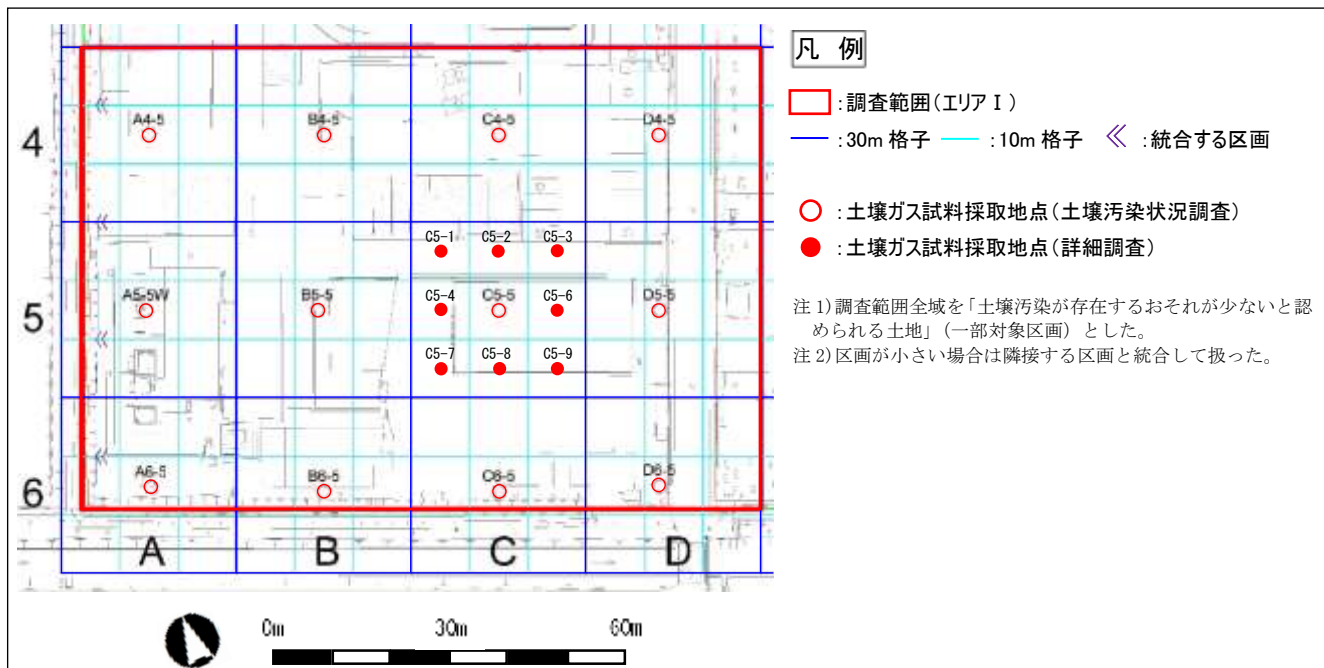 凡 例
:調査範囲(エリアⅠ)
:30m 格子 :10m 格子 :統合する区画
:土壌ガス試料採取地点(土壌汚染状況調査)
:土壌ガス試料採取地点(詳細調査)
注 1)調査範囲全域を「土壌汚染が存在するおそれが少ないと認
められる土地」(一部対象区画)とした。
注 2)区画が小さい場合は隣接する区画と統合して扱った。
4
A4-5 B4-5 C4-5 D4-5
C5-1 C5-2 C5-3
5
A5-5W B5-5 C5-4 C5-5 C5-6 D5-5
C5-7 C5-8 C5-9
6
A6-5 B6-5 C6-5 D6-5
A B C D
0m 30m 60m